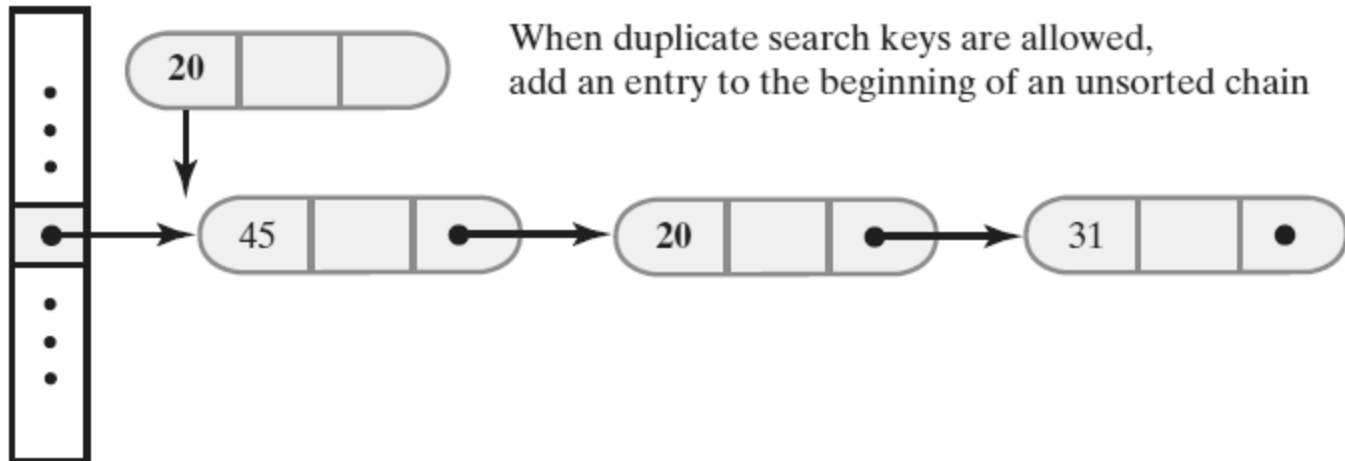 When duplicate search keys are allowed,
add an entry to the beginning of an unsorted chain
20
45
20
31